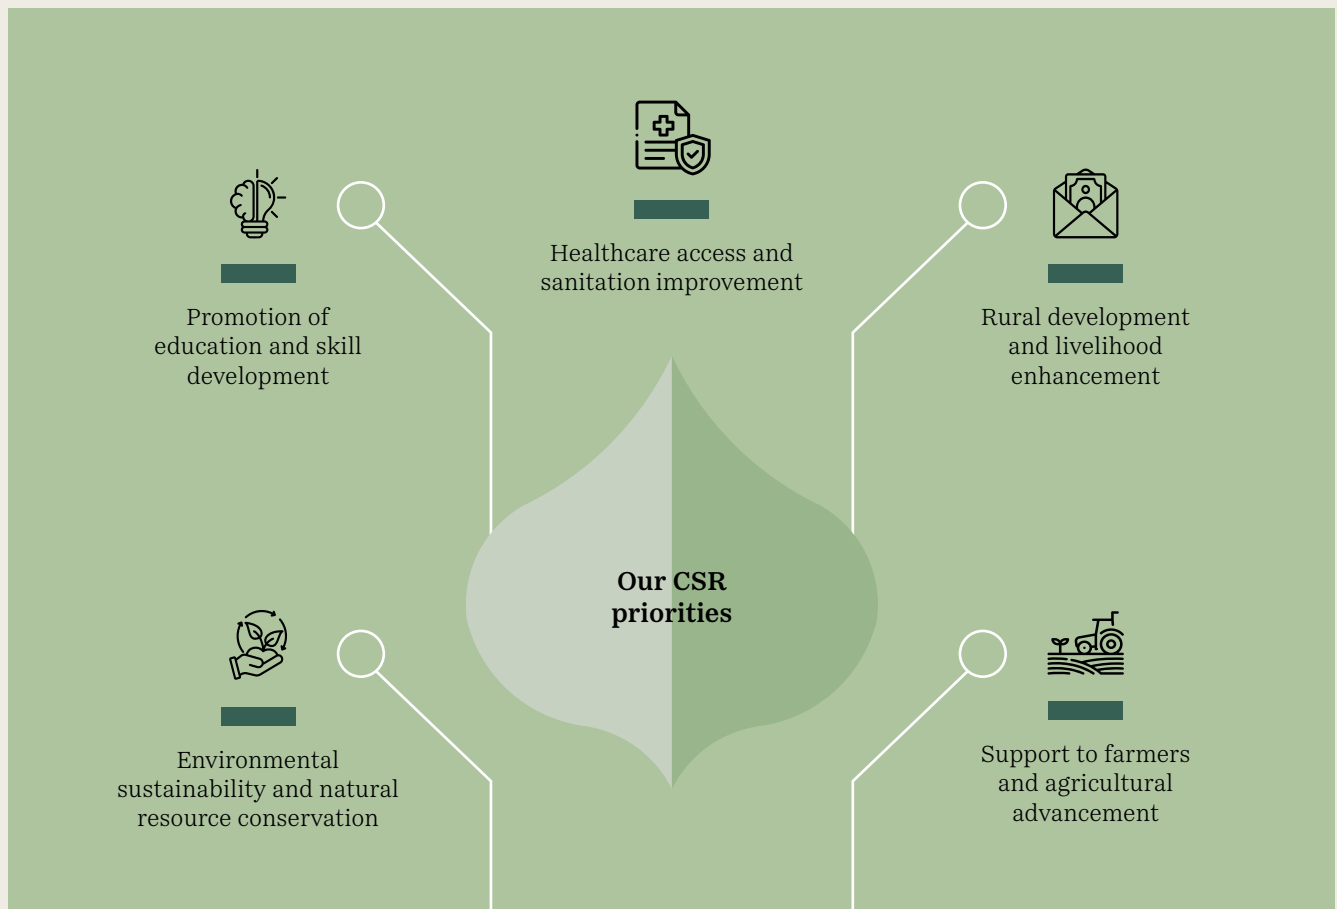 Healthcare access and
sanitation improvement
Promotion of
education and skill
development
Rural development
and livelihood
enhancement
Our CSR
priorities
Environmental
sustainability and natural
resource conservation
Support to farmers
and agricultural
advancement